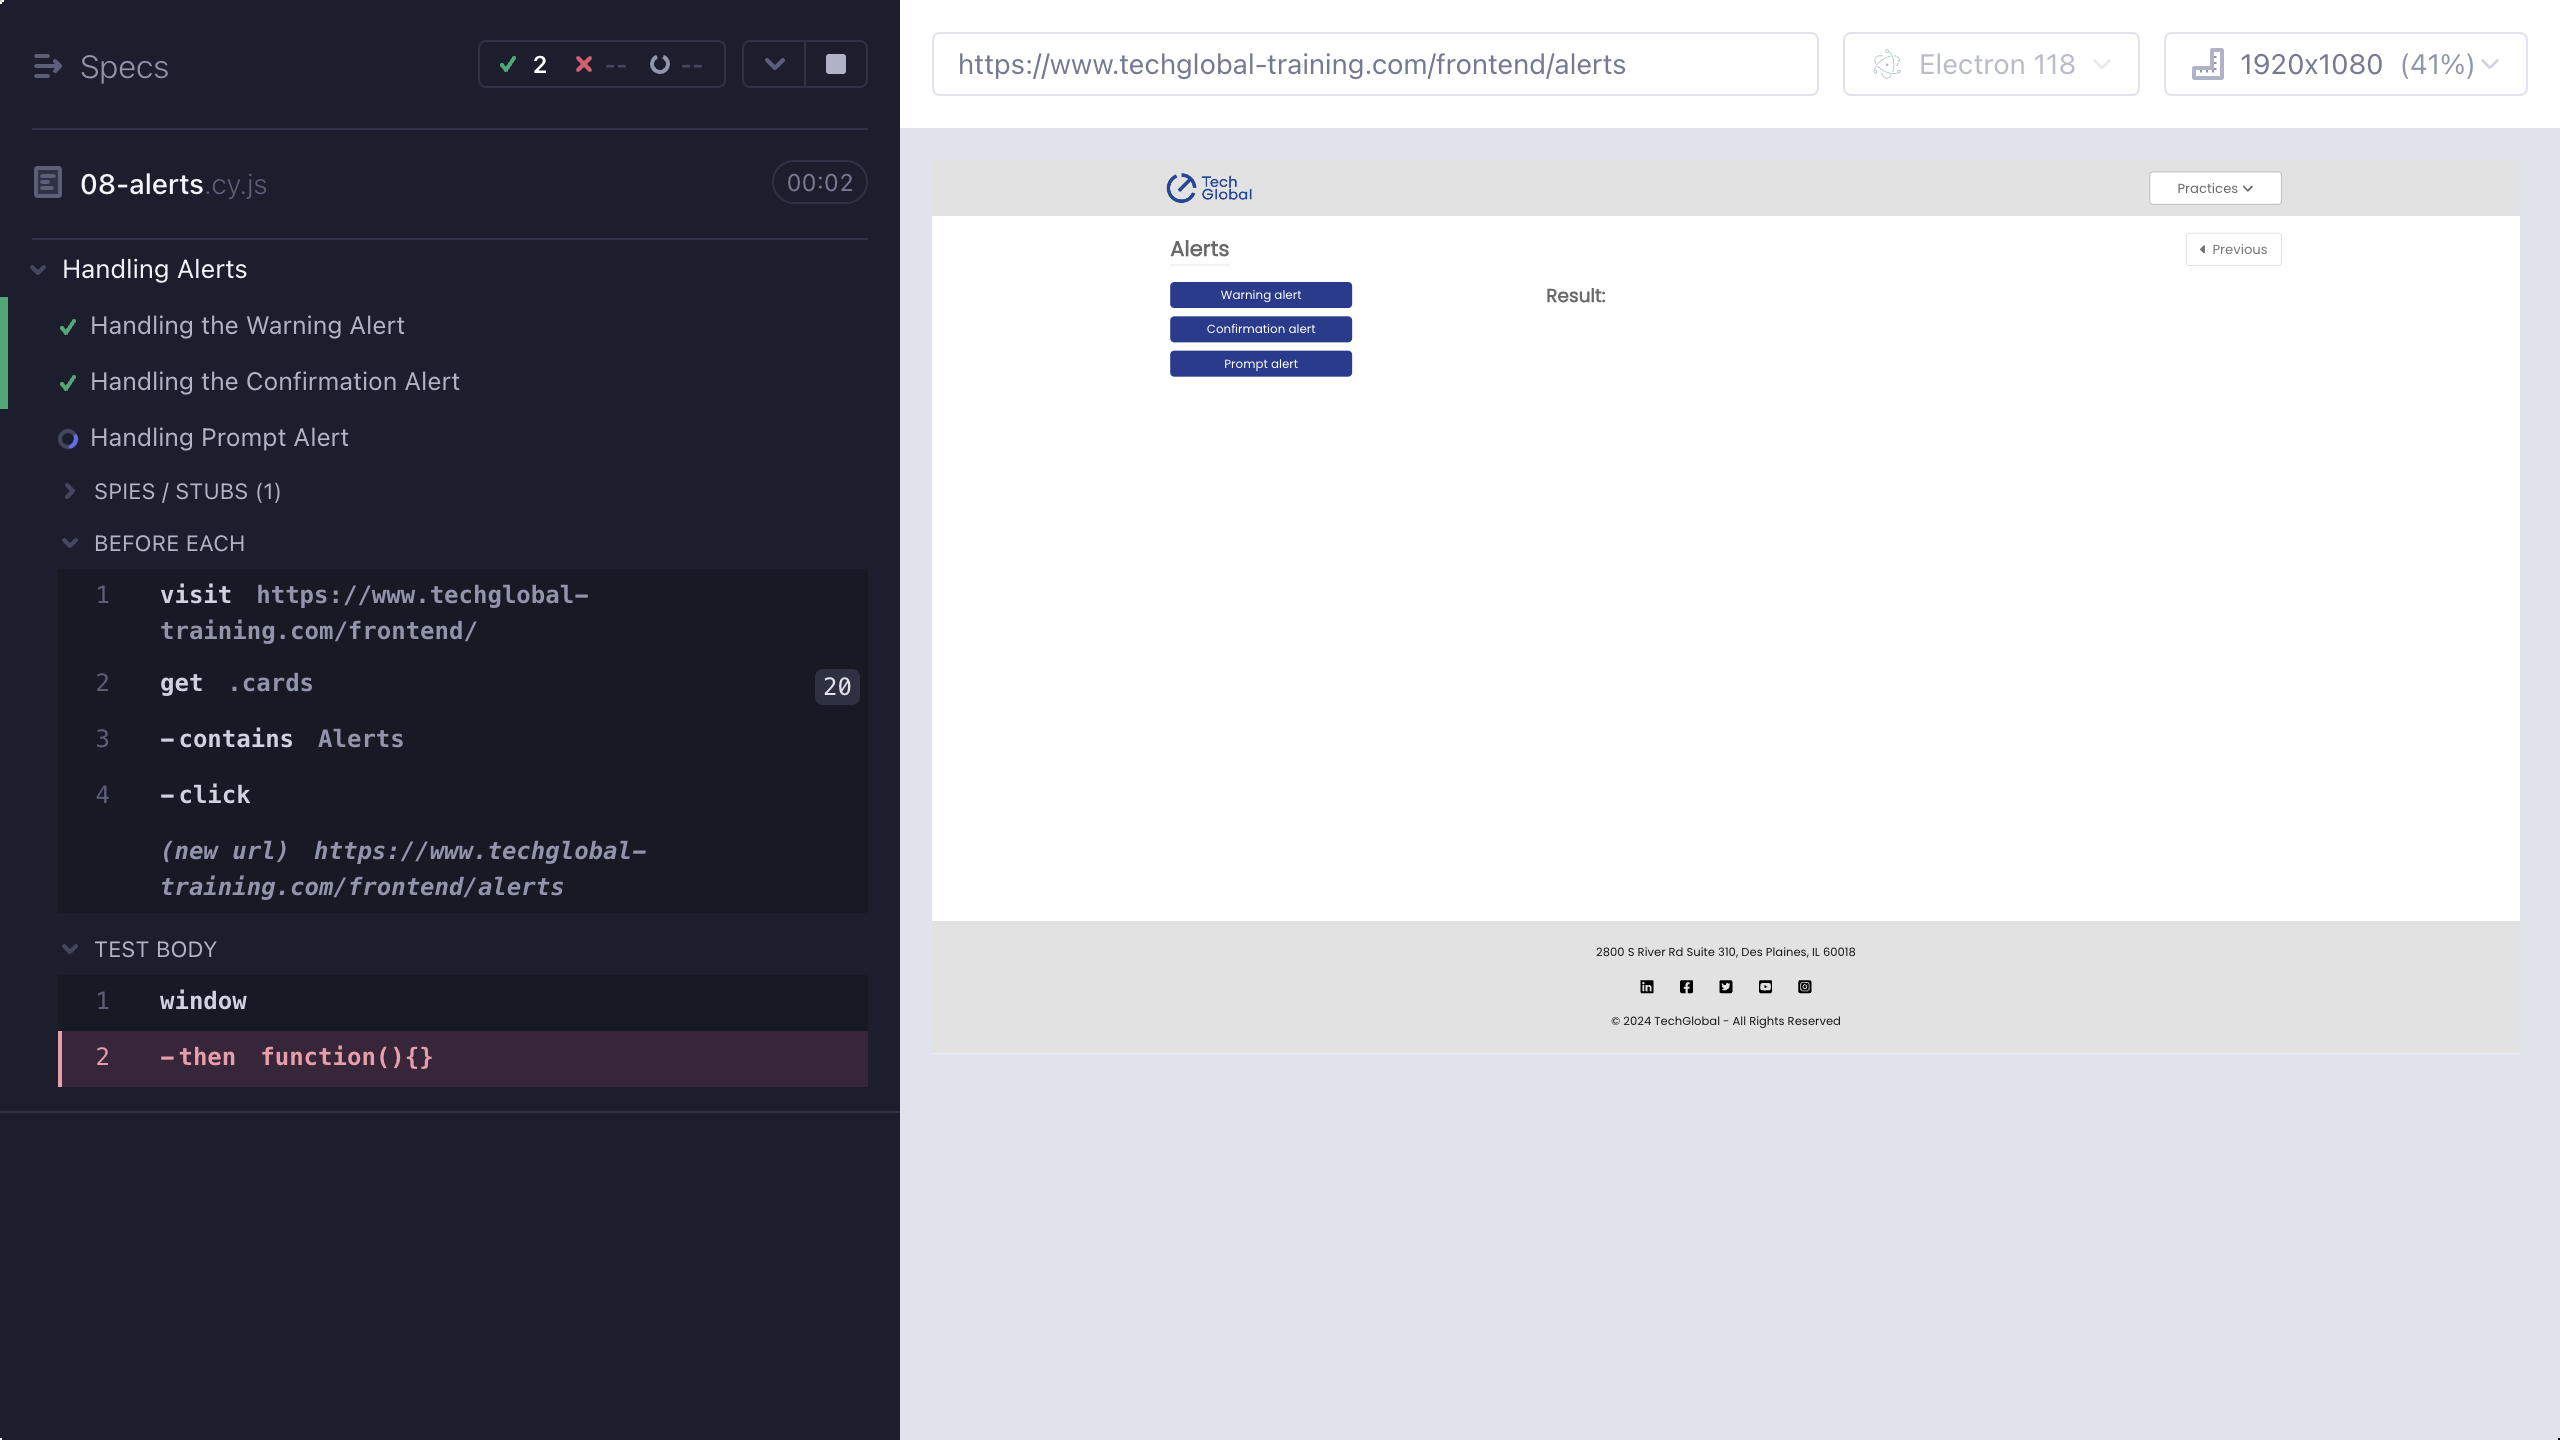 Specs
2
--
--
08-alerts.cy.js
00:02
Handling Alerts
Handling the Warning Alert
Handling the Confirmation Alert
Handling Prompt Alert
SPIES / STUBS (1)
BEFORE EACH
1 visit https://www.techglobal-
training.com/frontend/
2 get .cards 20
3 -contains Alerts
4 -click
(new url) https://www.techglobal-
training.com/frontend/alerts
TEST BODY
1 window
2 -then function(){}
https://www.techglobal-training.com/frontend/alerts
Electron 118
1920x1080 (41%)
Tech
Global
Practices
Alerts
Previous
Warning alert
Result:
Confirmation alert
Prompt alert
2800 S River Rd Suite 310, Des Plaines, IL 60018
© 2024 TechGlobal - All Rights Reserved